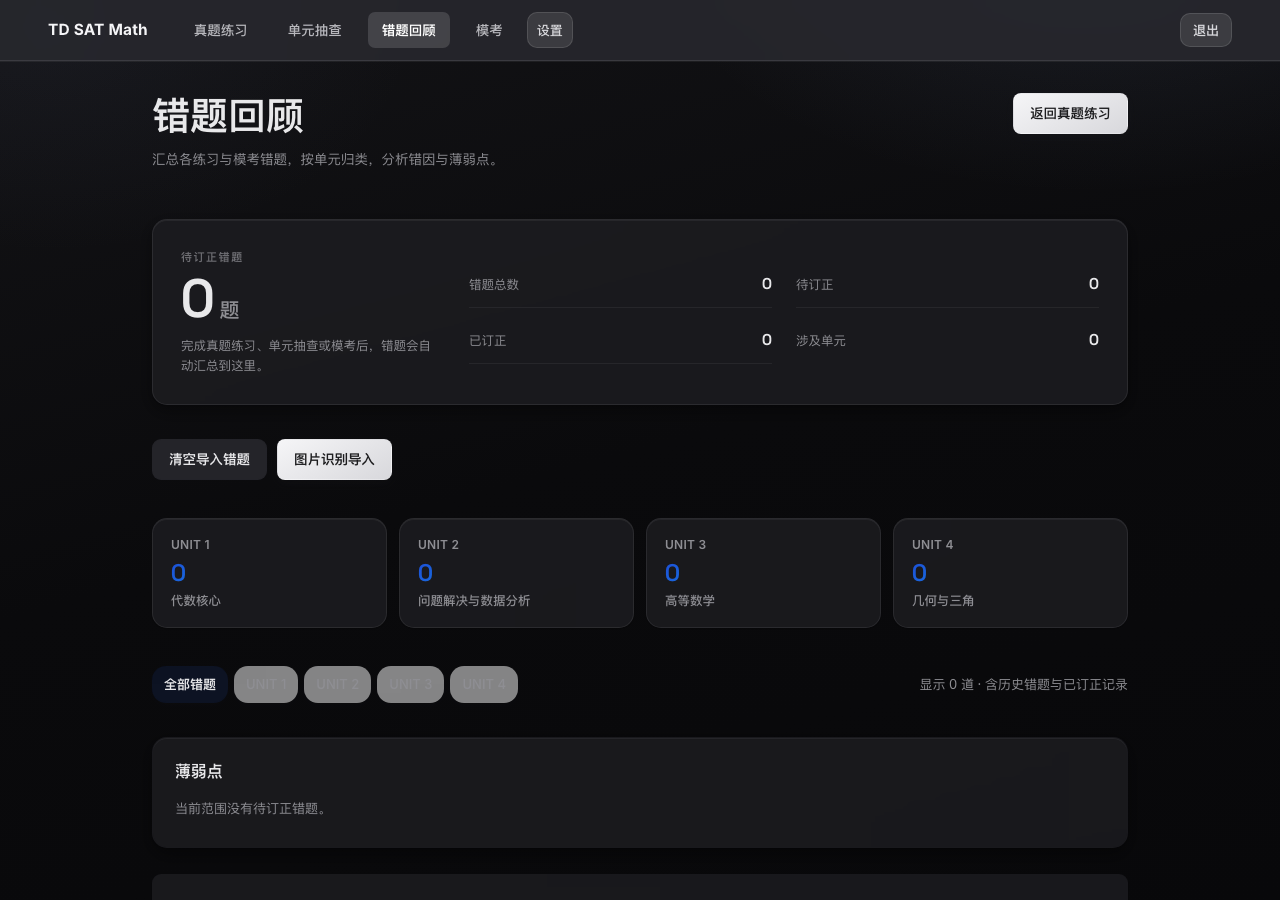 TD SAT Math 真题练习 单元抽查 错题回顾 模考 设置 退出
错题回顾
返回真题练习
汇总各练习与模考错题，按单元归类，分析错因与薄弱点。
待订正错题
0 题
完成真题练习、单元抽查或模考后，错题会自
动汇总到这里。
错题总数 0 待订正 0
已订正 0 涉及单元 0
清空导入错题 图片识别导入
UNIT 1
0
代数核心
UNIT 2
0
问题解决与数据分析
UNIT 3
0
高等数学
UNIT 4
0
几何与三角
全部错题 UNIT 1 UNIT 2 UNIT 3 UNIT 4 显示 0 道 · 含历史错题与已订正记录
薄弱点
当前范围没有待订正错题。